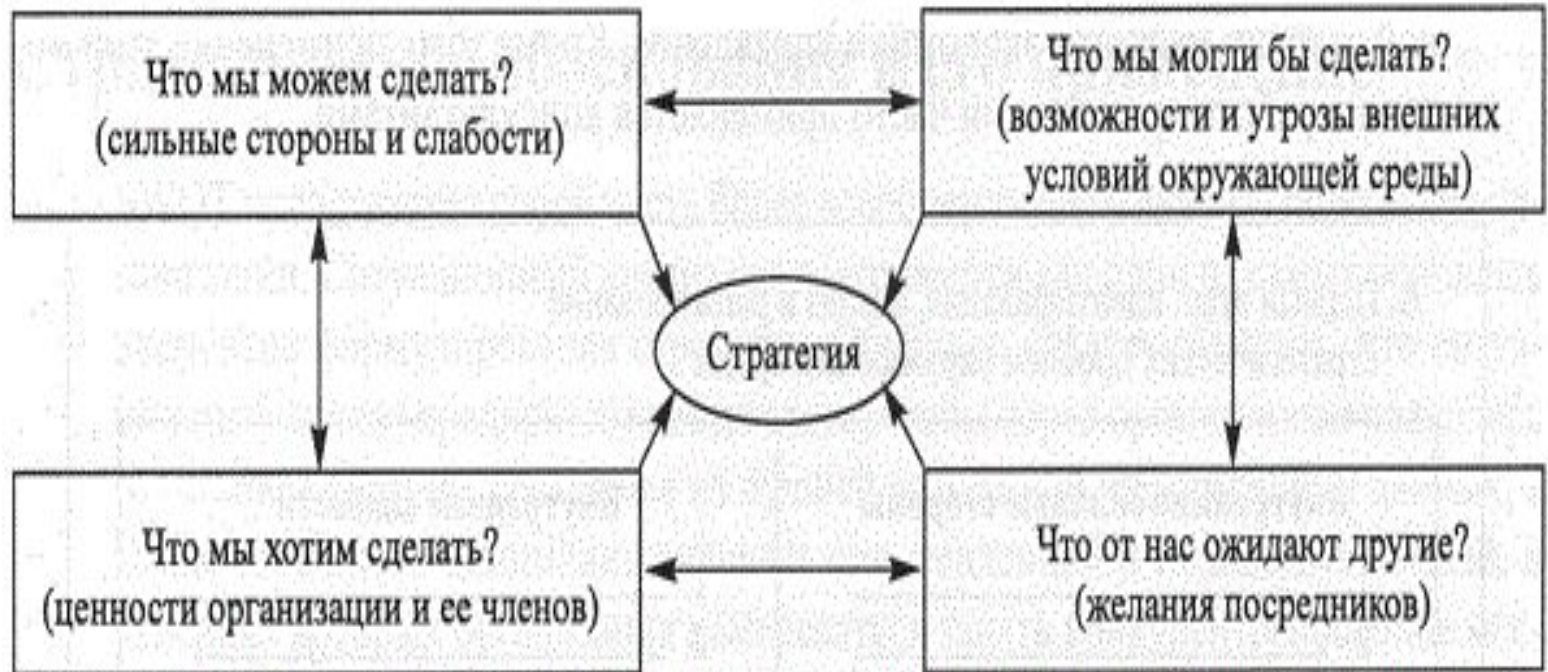 Что мы можем сделать?
(сильные стороны и слабости)
Что мы могли бы сделать?
(возможности и угрозы внешних
условий окружающей среды)
Стратегия
Что мы хотим сделать?
(ценности организации и ее членов)
Что от нас ожидают другие?
(желания посредников)